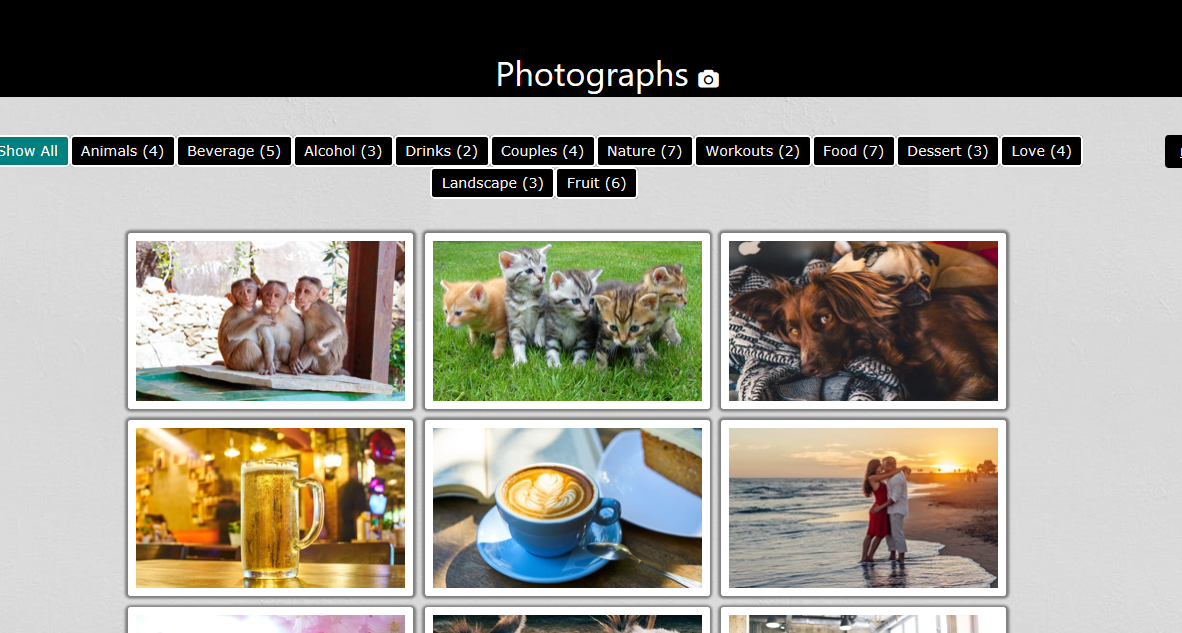 Photographs
Show All Animals (4) Beverage (5) Alcohol (3) Drinks (2) Couples (4) Nature (7) Workouts (2) Food (7) Dessert (3) Love (4)
Landscape (3) Fruit (6)